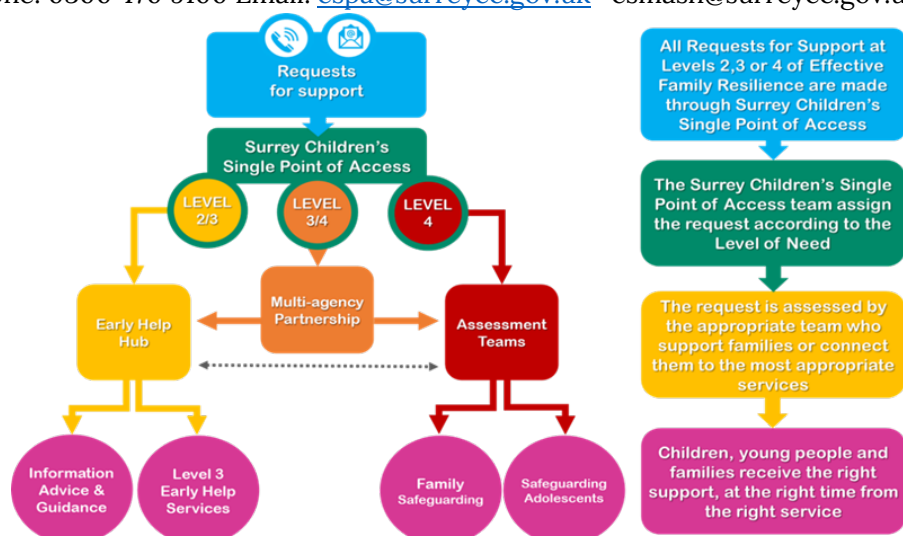 Email: cspa@surreycc.gov.uk
Requests
for support
Surrey Children's
Single Point of Access
LEVEL
2/3
LEVEL
3/4
LEVEL
4
Early Help
Hub
Multi-agency
Partnership
Assessment
Teams
Information
Advice &
Guidance
Level 3
Early Help
Services
Family
Safeguarding
Safeguarding
Adolescents
All Requests for Support at
Levels 2,3 or 4 of Effective
Family Resilience are made
through Surrey Children's
Single Point of Access
The Surrey Children's Single
Point of Access team assign
the request according to the
Level of Need
The request is assessed by
the appropriate team who
support families or connect
them to the most appropriate
services
Children, young people and
families receive the right
support, at the right time from
the right service